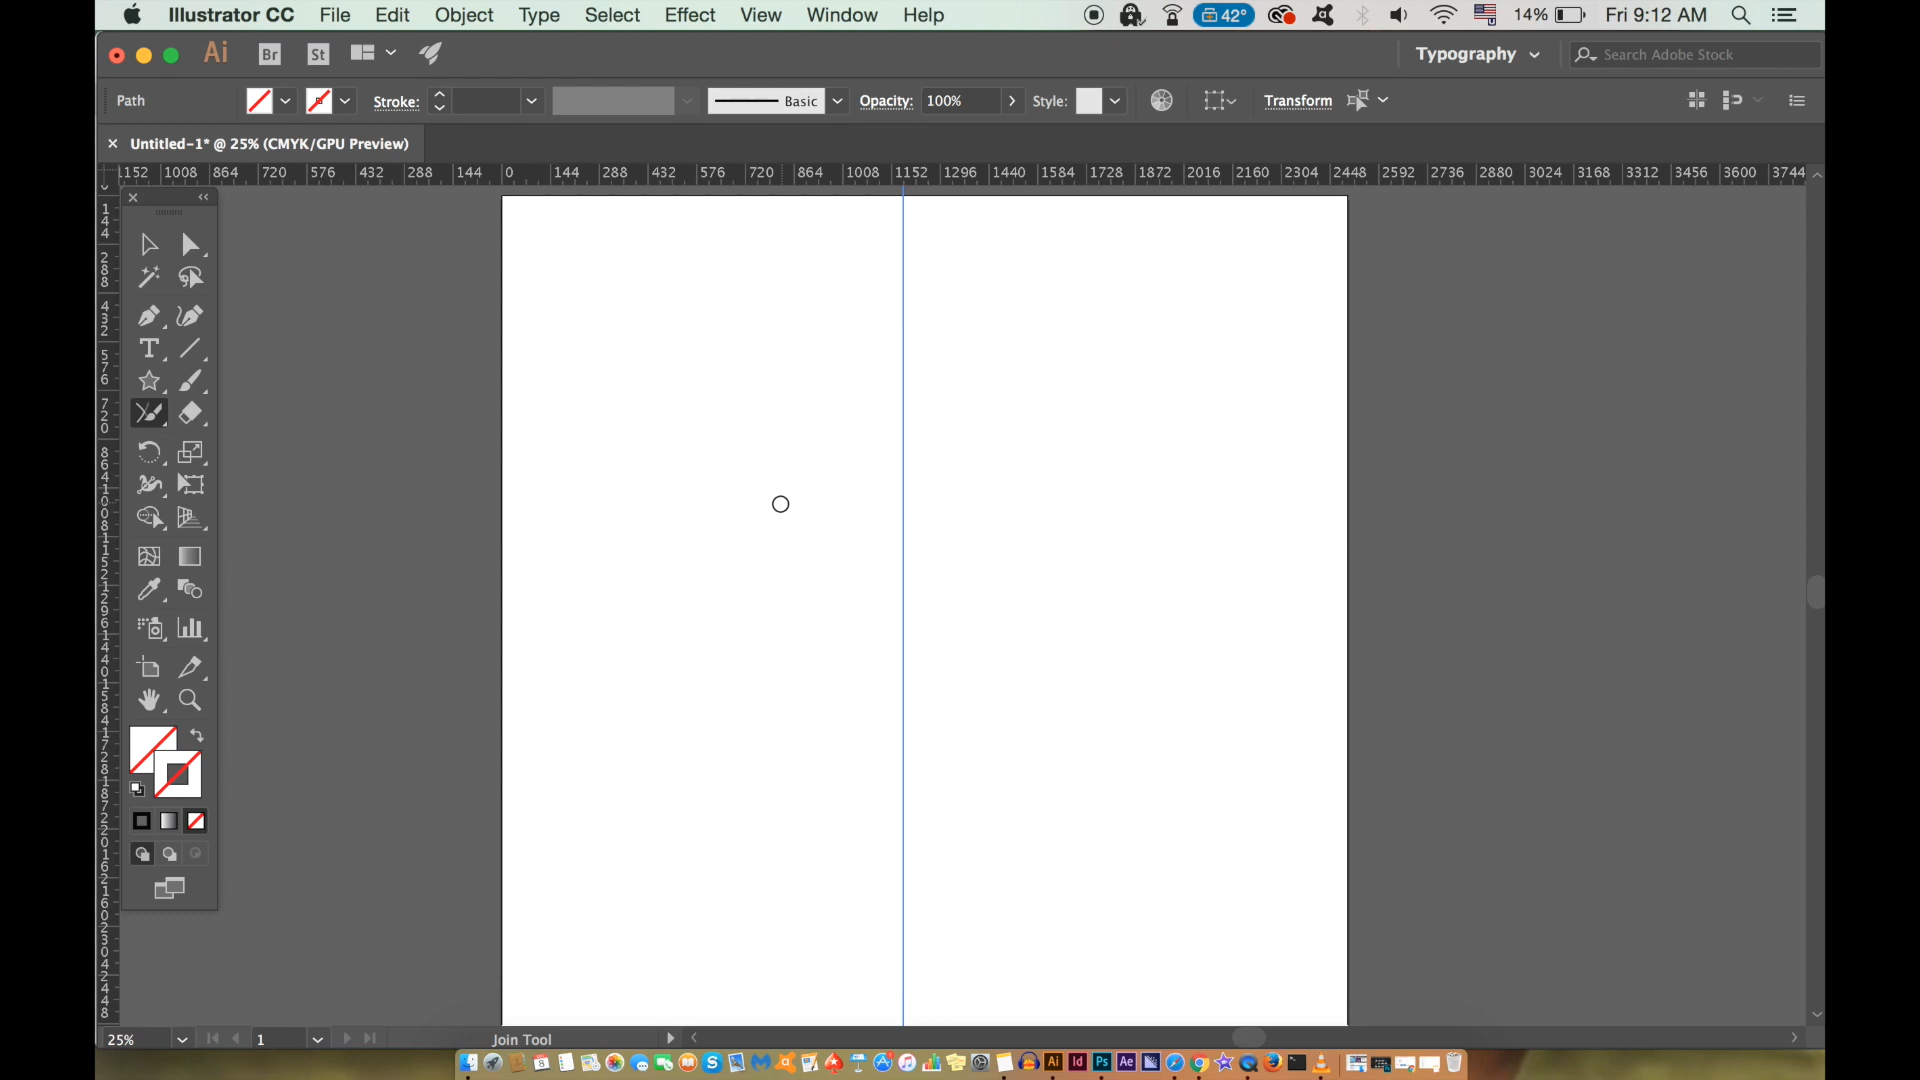 Illustrator CC File Edit Object Type Select Effect View Window Help 42° 14% Fri 9:12 AM
Ai Br St Typography Search Adobe Stock
Path Stroke: Basic Opacity: 100% Style: Transform
× Untitled-1* @ 25% (CMYK/GPU Preview)
1152 1008 864 720 576 432 288 144 0 144 288 432 576 720 864 1008 1152 1296 1440 1584 1728 1872 2016 2160 2304 2448 2592 2736 2880 3024 3168 3312 3456 3600 3744
25% 1 Join Tool
Ai Id Ps Ae